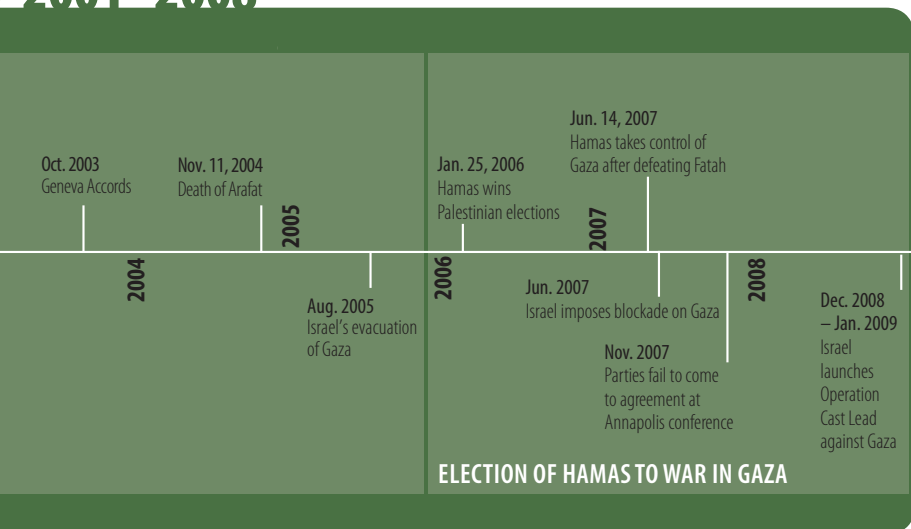 Oct. 2003
Geneva Accords
Nov. 11, 2004
Death of Arafat
2004
2005
Aug. 2005
Israel's evacuation
of Gaza
Jan. 25, 2006
Hamas wins
Palestinian elections
2006
Jun. 14, 2007
Hamas takes control of
Gaza after defeating Fatah
2007
Jun. 2007
Israel imposes blockade on Gaza
Nov. 2007
Parties fail to come
to agreement at
Annapolis conference
2008
Dec. 2008
– Jan. 2009
Israel
launches
Operation
Cast Lead
against Gaza
ELECTION OF HAMAS TO WAR IN GAZA